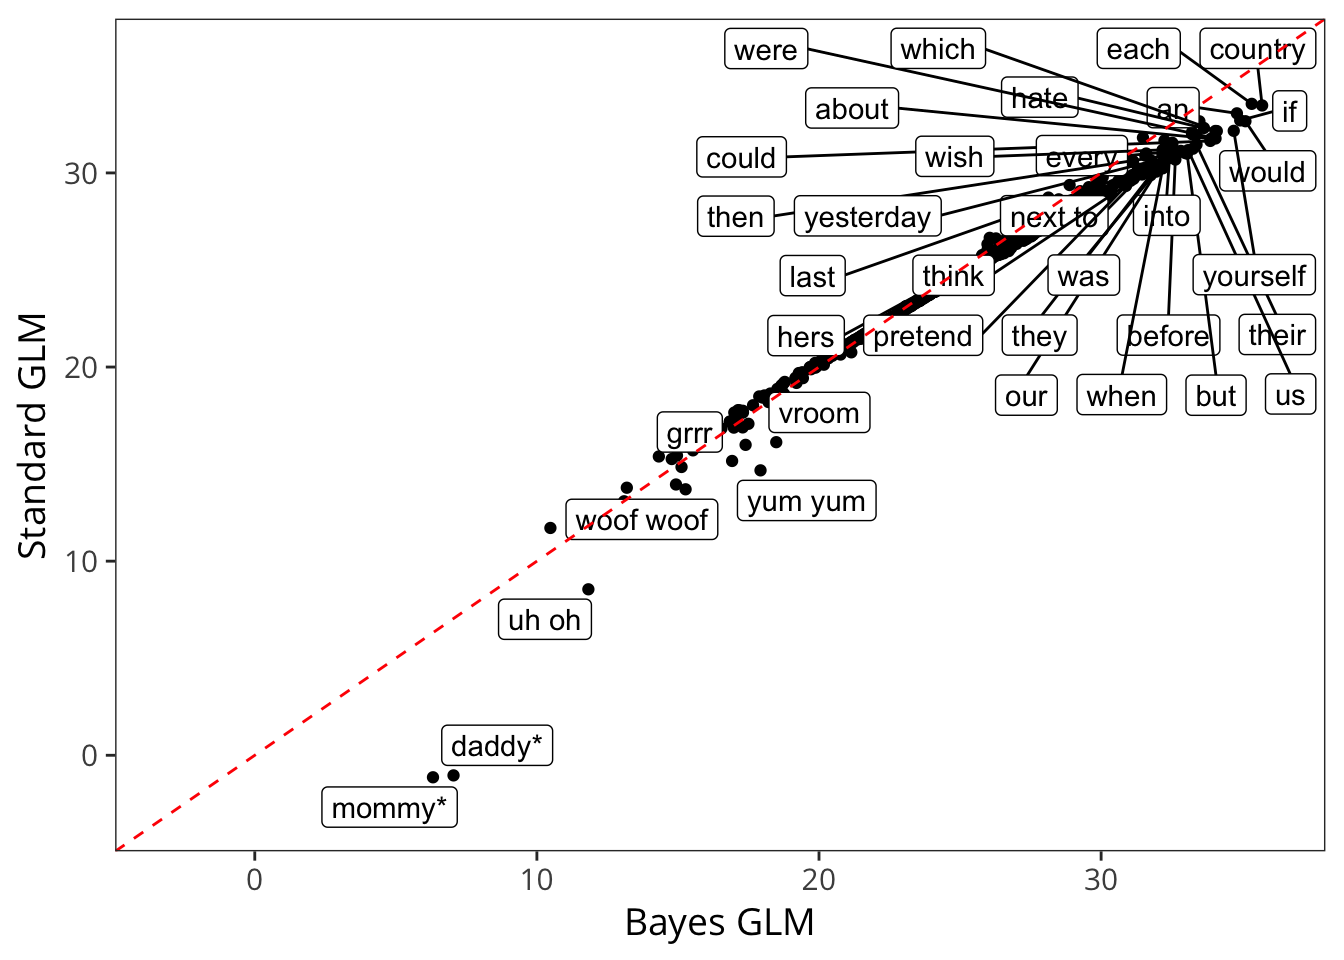 were
which
each
country
about
hate
an
if
could
wish
every
would
then
yesterday
next to
into
last
think
was
yourself
hers
pretend
they
before
their
our
when
but
us
vroom
grrr
yum yum
woof woof
uh oh
daddy*
mommy*
30
20
10
0
Standard GLM
0
10
20
30
Bayes GLM